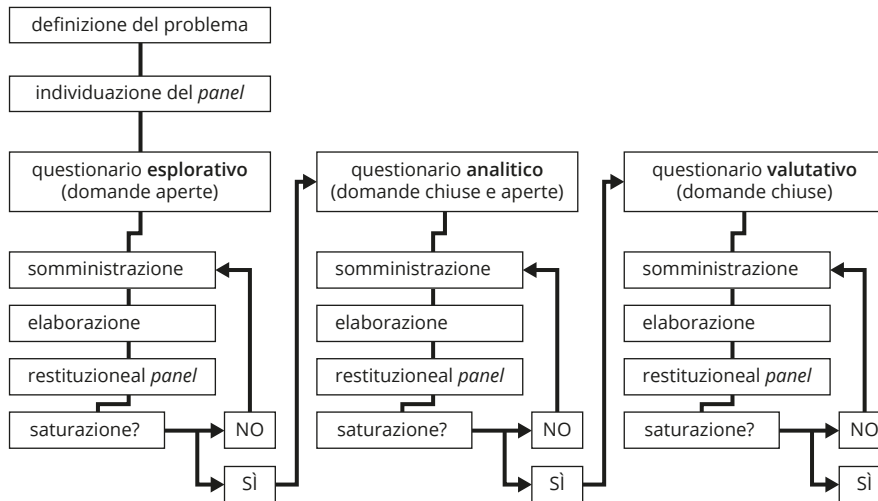 definizione del problema
individuazione del panel
questionario esplorativo
(domande aperte)
somministrazione
elaborazione
restituzioneal panel
saturazione?
NO
SÌ
questionario analitico
(domande chiuse e aperte)
somministrazione
elaborazione
restituzioneal panel
saturazione?
NO
SÌ
questionario valutativo
(domande chiuse)
somministrazione
elaborazione
restituzioneal panel
saturazione?
NO
SÌ